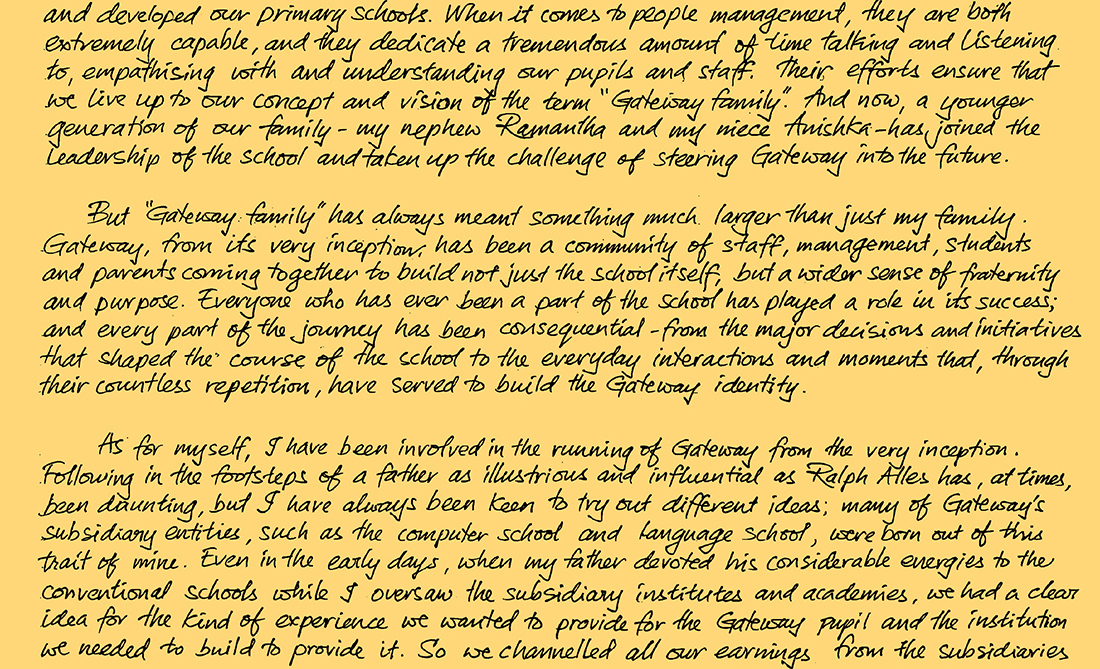 and developed our primary schools. When it comes to people management, they are both
extremely capable, and they dedicate a tremendous amount of time talking and listening
to, empathising with and understanding our pupils and staff. Their efforts ensure that
we live up to our concept and vision of the term "Gateway family". And now, a younger
generation of our family - my nephew Ramantha and my niece Anishka - has joined the
leadership of the school and taken up the challenge of steering Gateway into the future.
But "Gateway family" has always meant something much larger than just my family.
Gateway, from its very inception, has been a community of staff, management, students
and parents coming together to build not just the school itself, but a wider sense of fraternity
and purpose. Everyone who has ever been a part of the school has played a role in its success;
and every part of the journey has been consequential - from the major decisions and initiatives
that shaped the course of the school to the everyday interactions and moments that, through
their countless repetition, have served to build the Gateway identity.
As for myself, I have been involved in the running of Gateway from the very inception.
Following in the footsteps of a father as illustrious and influential as Ralph Alles has, at times,
been daunting, but I have always been keen to try out different ideas; many of Gateway's
subsidiary entities, such as the computer school and language school, were born out of this
trait of mine. Even in the early days, when my father devoted his considerable energies to the
conventional schools while I oversaw the subsidiary institutes and academies, we had a clear
idea for the kind of experience we wanted to provide for the Gateway pupil and the institution
we needed to build to provide it. So we channelled all our earnings from the subsidiaries